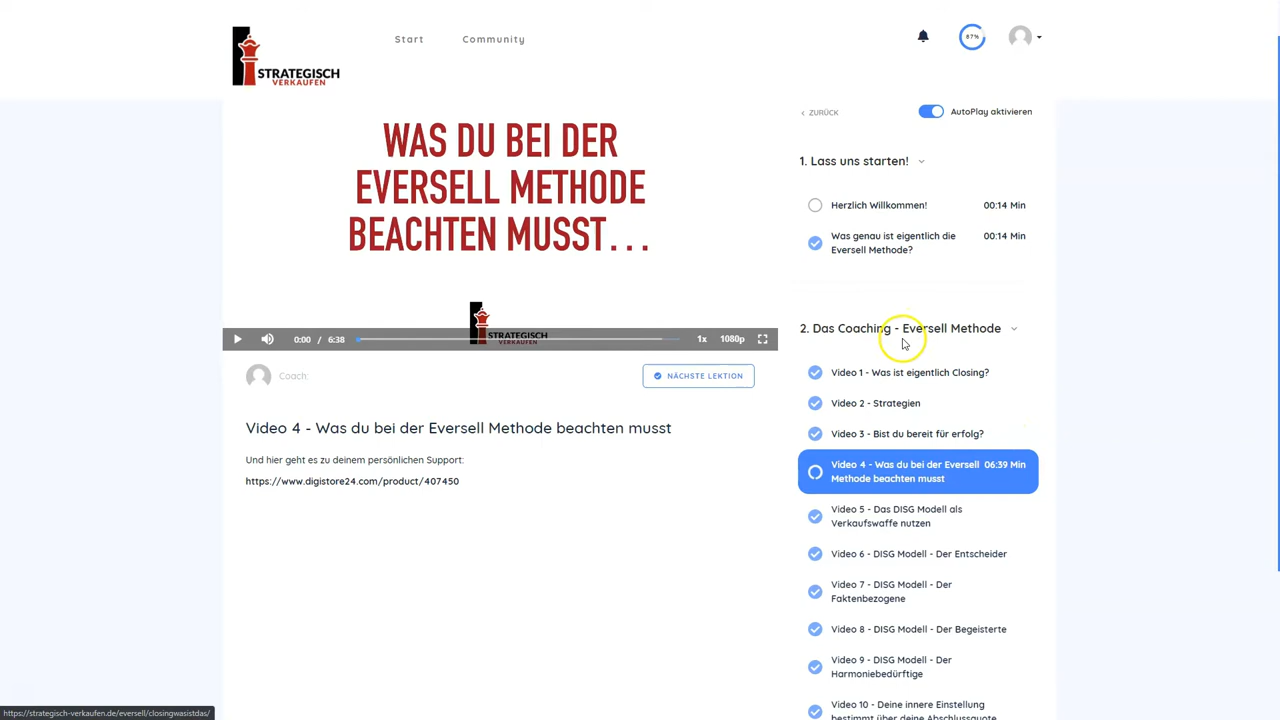 STRATEGISCH
VERKAUFEN
Start
Community
87%
WAS DU BEI DER
EVERSELL METHODE
BEACHTEN MUSST...
STRATEGISCH
0:00 / 6:38
1x
1080p
Coach:
NÄCHSTE LEKTION
Video 4 - Was du bei der Eversell Methode beachten musst
Und hier geht es zu deinem persönlichen Support:
https://www.digistore24.com/product/407450
ZURÜCK
AutoPlay aktivieren
1. Lass uns starten!
Herzlich Willkommen! 00:14 Min
Was genau ist eigentlich die 00:14 Min
Eversell Methode?
2. Das Coaching - Eversell Methode
Video 1 - Was ist eigentlich Closing?
Video 2 - Strategien
Video 3 - Bist du bereit für erfolg?
Video 4 - Was du bei der Eversell 06:39 Min
Methode beachten musst
Video 5 - Das DISG Modell als
Verkaufswaffe nutzen
Video 6 - DISG Modell - Der Entscheider
Video 7 - DISG Modell - Der
Faktenbezogene
Video 8 - DISG Modell - Der Begeisterte
Video 9 - DISG Modell - Der
Harmoniebedürftige
Video 10 - Deine innere Einstellung
bestimmt über deine Abschlussquote
https://strategisch-verkaufen.de/eversell/closingwasistdas/